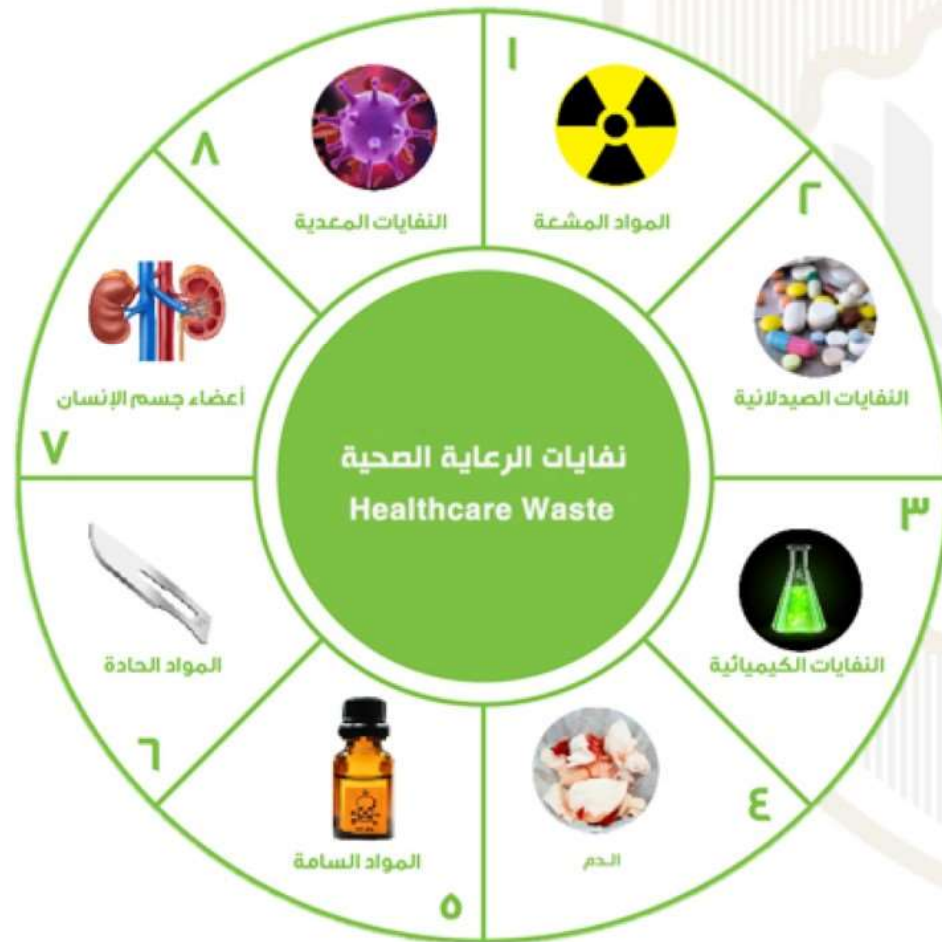 نفايات الرعاية الصحية
Healthcare Waste
١
المواد المشعة
٢
النفايات الصيدلانية
٣
النفايات الكيميائية
٤
الدم
٥
المواد السامة
٦
المواد الحادة
٧
أعضاء جسم الإنسان
٨
النفايات المعدية